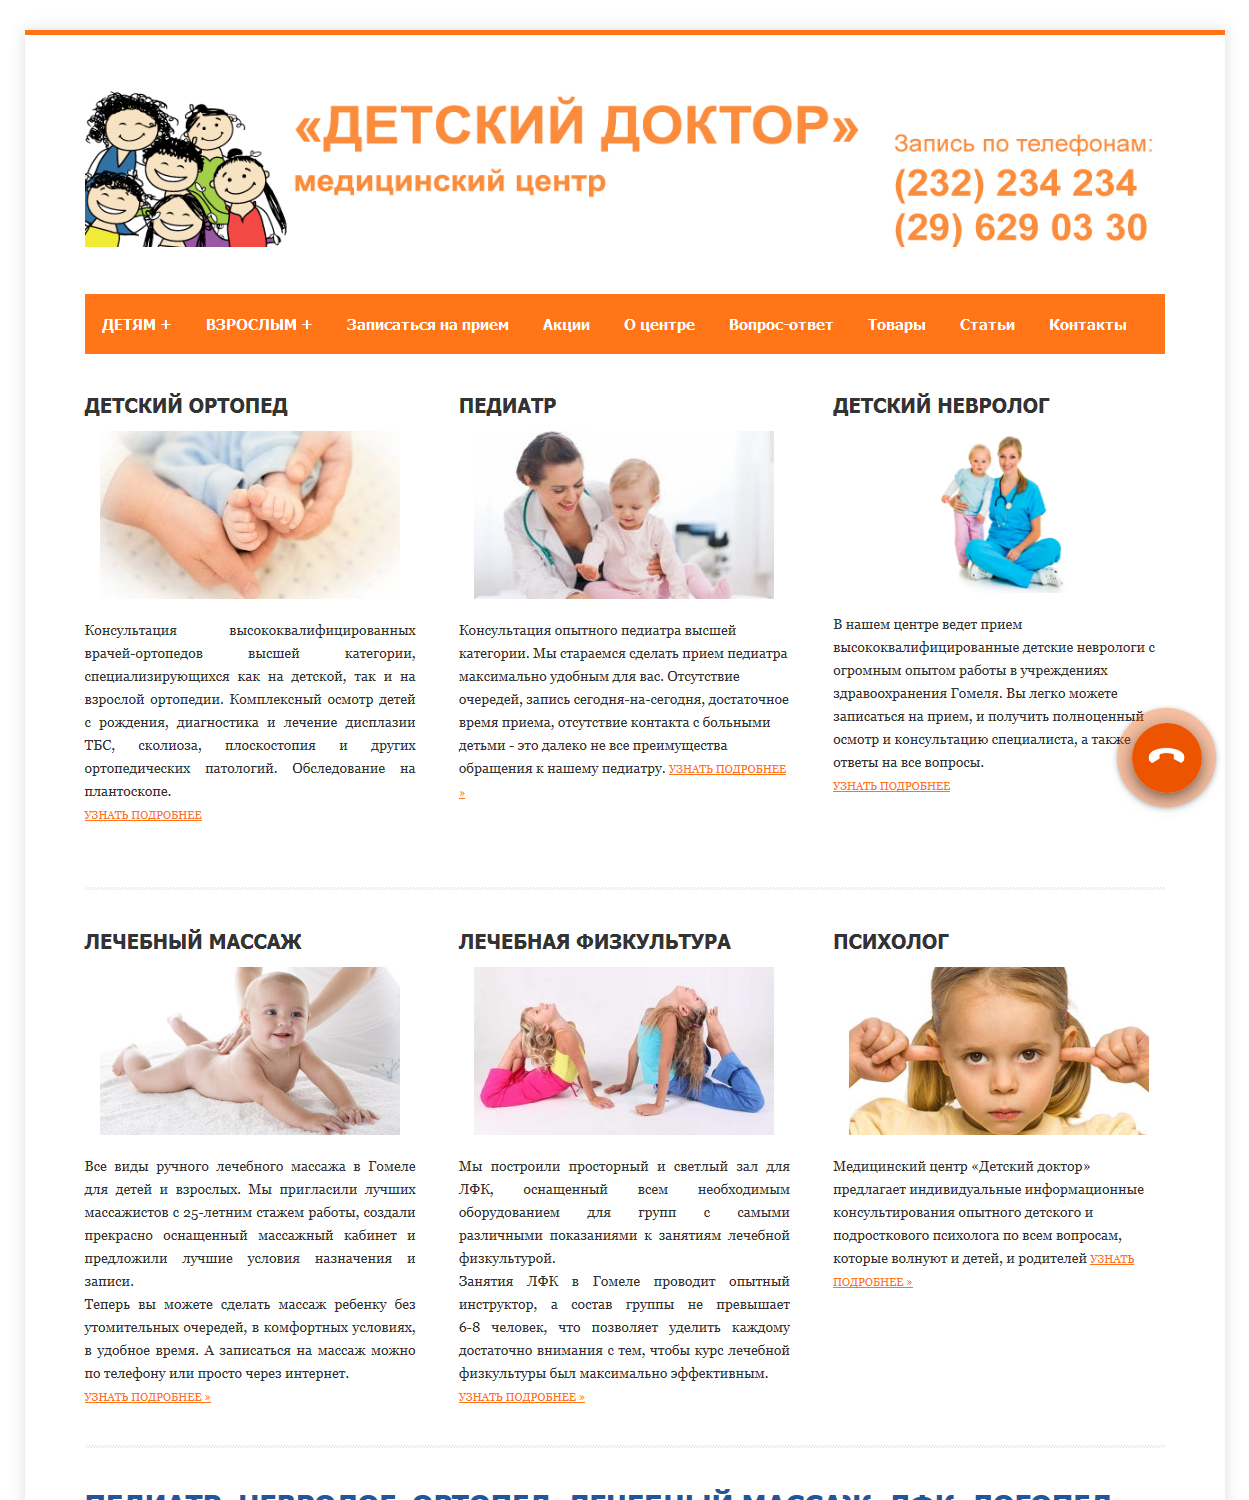 «ДЕТСКИЙ ДОКТОР»
медицинский центр
Запись по телефонам:
(232) 234 234
(29) 629 03 30
ДЕТЯМ + ВЗРОСЛЫМ + Записаться на прием Акции О центре Вопрос-ответ Товары Статьи Контакты
ДЕТСКИЙ ОРТОПЕД
Консультация высококвалифицированных
врачей-ортопедов высшей категории,
специализирующихся как на детской, так и на
взрослой ортопедии. Комплексный осмотр детей
с рождения, диагностика и лечение дисплазии
ТБС, сколиоза, плоскостопия и других
ортопедических патологий. Обследование на
плантоскопе.
УЗНАТЬ ПОДРОБНЕЕ
ПЕДИАТР
Консультация опытного педиатра высшей
категории. Мы стараемся сделать прием педиатра
максимально удобным для вас. Отсутствие
очередей, запись сегодня-на-сегодня, достаточное
время приема, отсутствие контакта с больными
детьми - это далеко не все преимущества
обращения к нашему педиатру. УЗНАТЬ ПОДРОБНЕЕ
»
ДЕТСКИЙ НЕВРОЛОГ
В нашем центре ведет прием
высококвалифицированные детские неврологи с
огромным опытом работы в учреждениях
здравоохранения Гомеля. Вы легко можете
записаться на прием, и получить полноценный
осмотр и консультацию специалиста, а также
ответы на все вопросы.
УЗНАТЬ ПОДРОБНЕЕ
ЛЕЧЕБНЫЙ МАССАЖ
Все виды ручного лечебного массажа в Гомеле
для детей и взрослых. Мы пригласили лучших
массажистов с 25-летним стажем работы, создали
прекрасно оснащенный массажный кабинет и
предложили лучшие условия назначения и
записи.
Теперь вы можете сделать массаж ребенку без
утомительных очередей, в комфортных условиях,
в удобное время. А записаться на массаж можно
по телефону или просто через интернет.
УЗНАТЬ ПОДРОБНЕЕ »
ЛЕЧЕБНАЯ ФИЗКУЛЬТУРА
Мы построили просторный и светлый зал для
ЛФК, оснащенный всем необходимым
оборудованием для групп с самыми
различными показаниями к занятиям лечебной
физкультурой.
Занятия ЛФК в Гомеле проводит опытный
инструктор, а состав группы не превышает
6-8 человек, что позволяет уделить каждому
достаточно внимания с тем, чтобы курс лечебной
физкультуры был максимально эффективным.
УЗНАТЬ ПОДРОБНЕЕ »
ПСИХОЛОГ
Медицинский центр «Детский доктор»
предлагает индивидуальные информационные
консультирования опытного детского и
подросткового психолога по всем вопросам,
которые волнуют и детей, и родителей УЗНАТЬ
ПОДРОБНЕЕ »
ПЕДИАТР, НЕВРОЛОГ, ОРТОПЕД, ЛЕЧЕБНЫЙ МАССАЖ, ЛФК, ЛОГОПЕД,